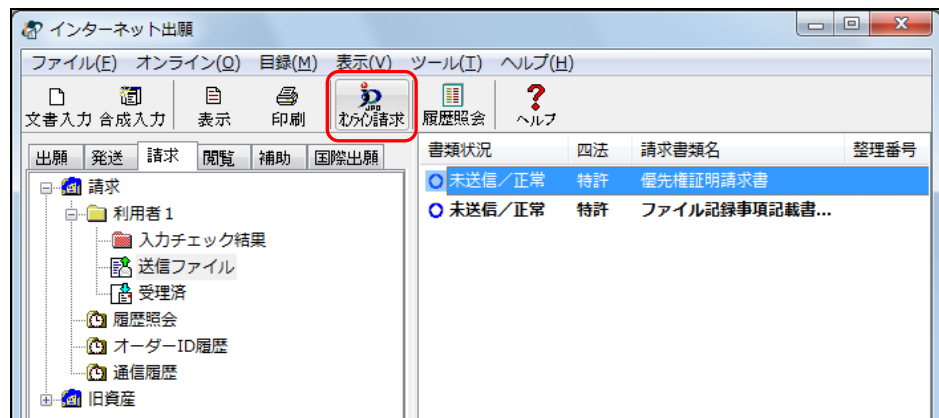 インターネット出願
ファイル(F) オンライン(O) 目録(M) 表示(V) ツール(T) ヘルプ(H)
文書入力 合成入力 表示 印刷 JPO ｵﾝﾗｲﾝ請求 履歴照会 ヘルプ
出願 発送 請求 閲覧 補助 国際出願
書類状況 四法 請求書類名 整理番号
請求
未送信／正常 特許 優先権証明請求書
利用者１
未送信／正常 特許 ファイル記録事項記載書...
入力チェック結果
送信ファイル
受理済
履歴照会
オーダーID履歴
通信履歴
旧資産